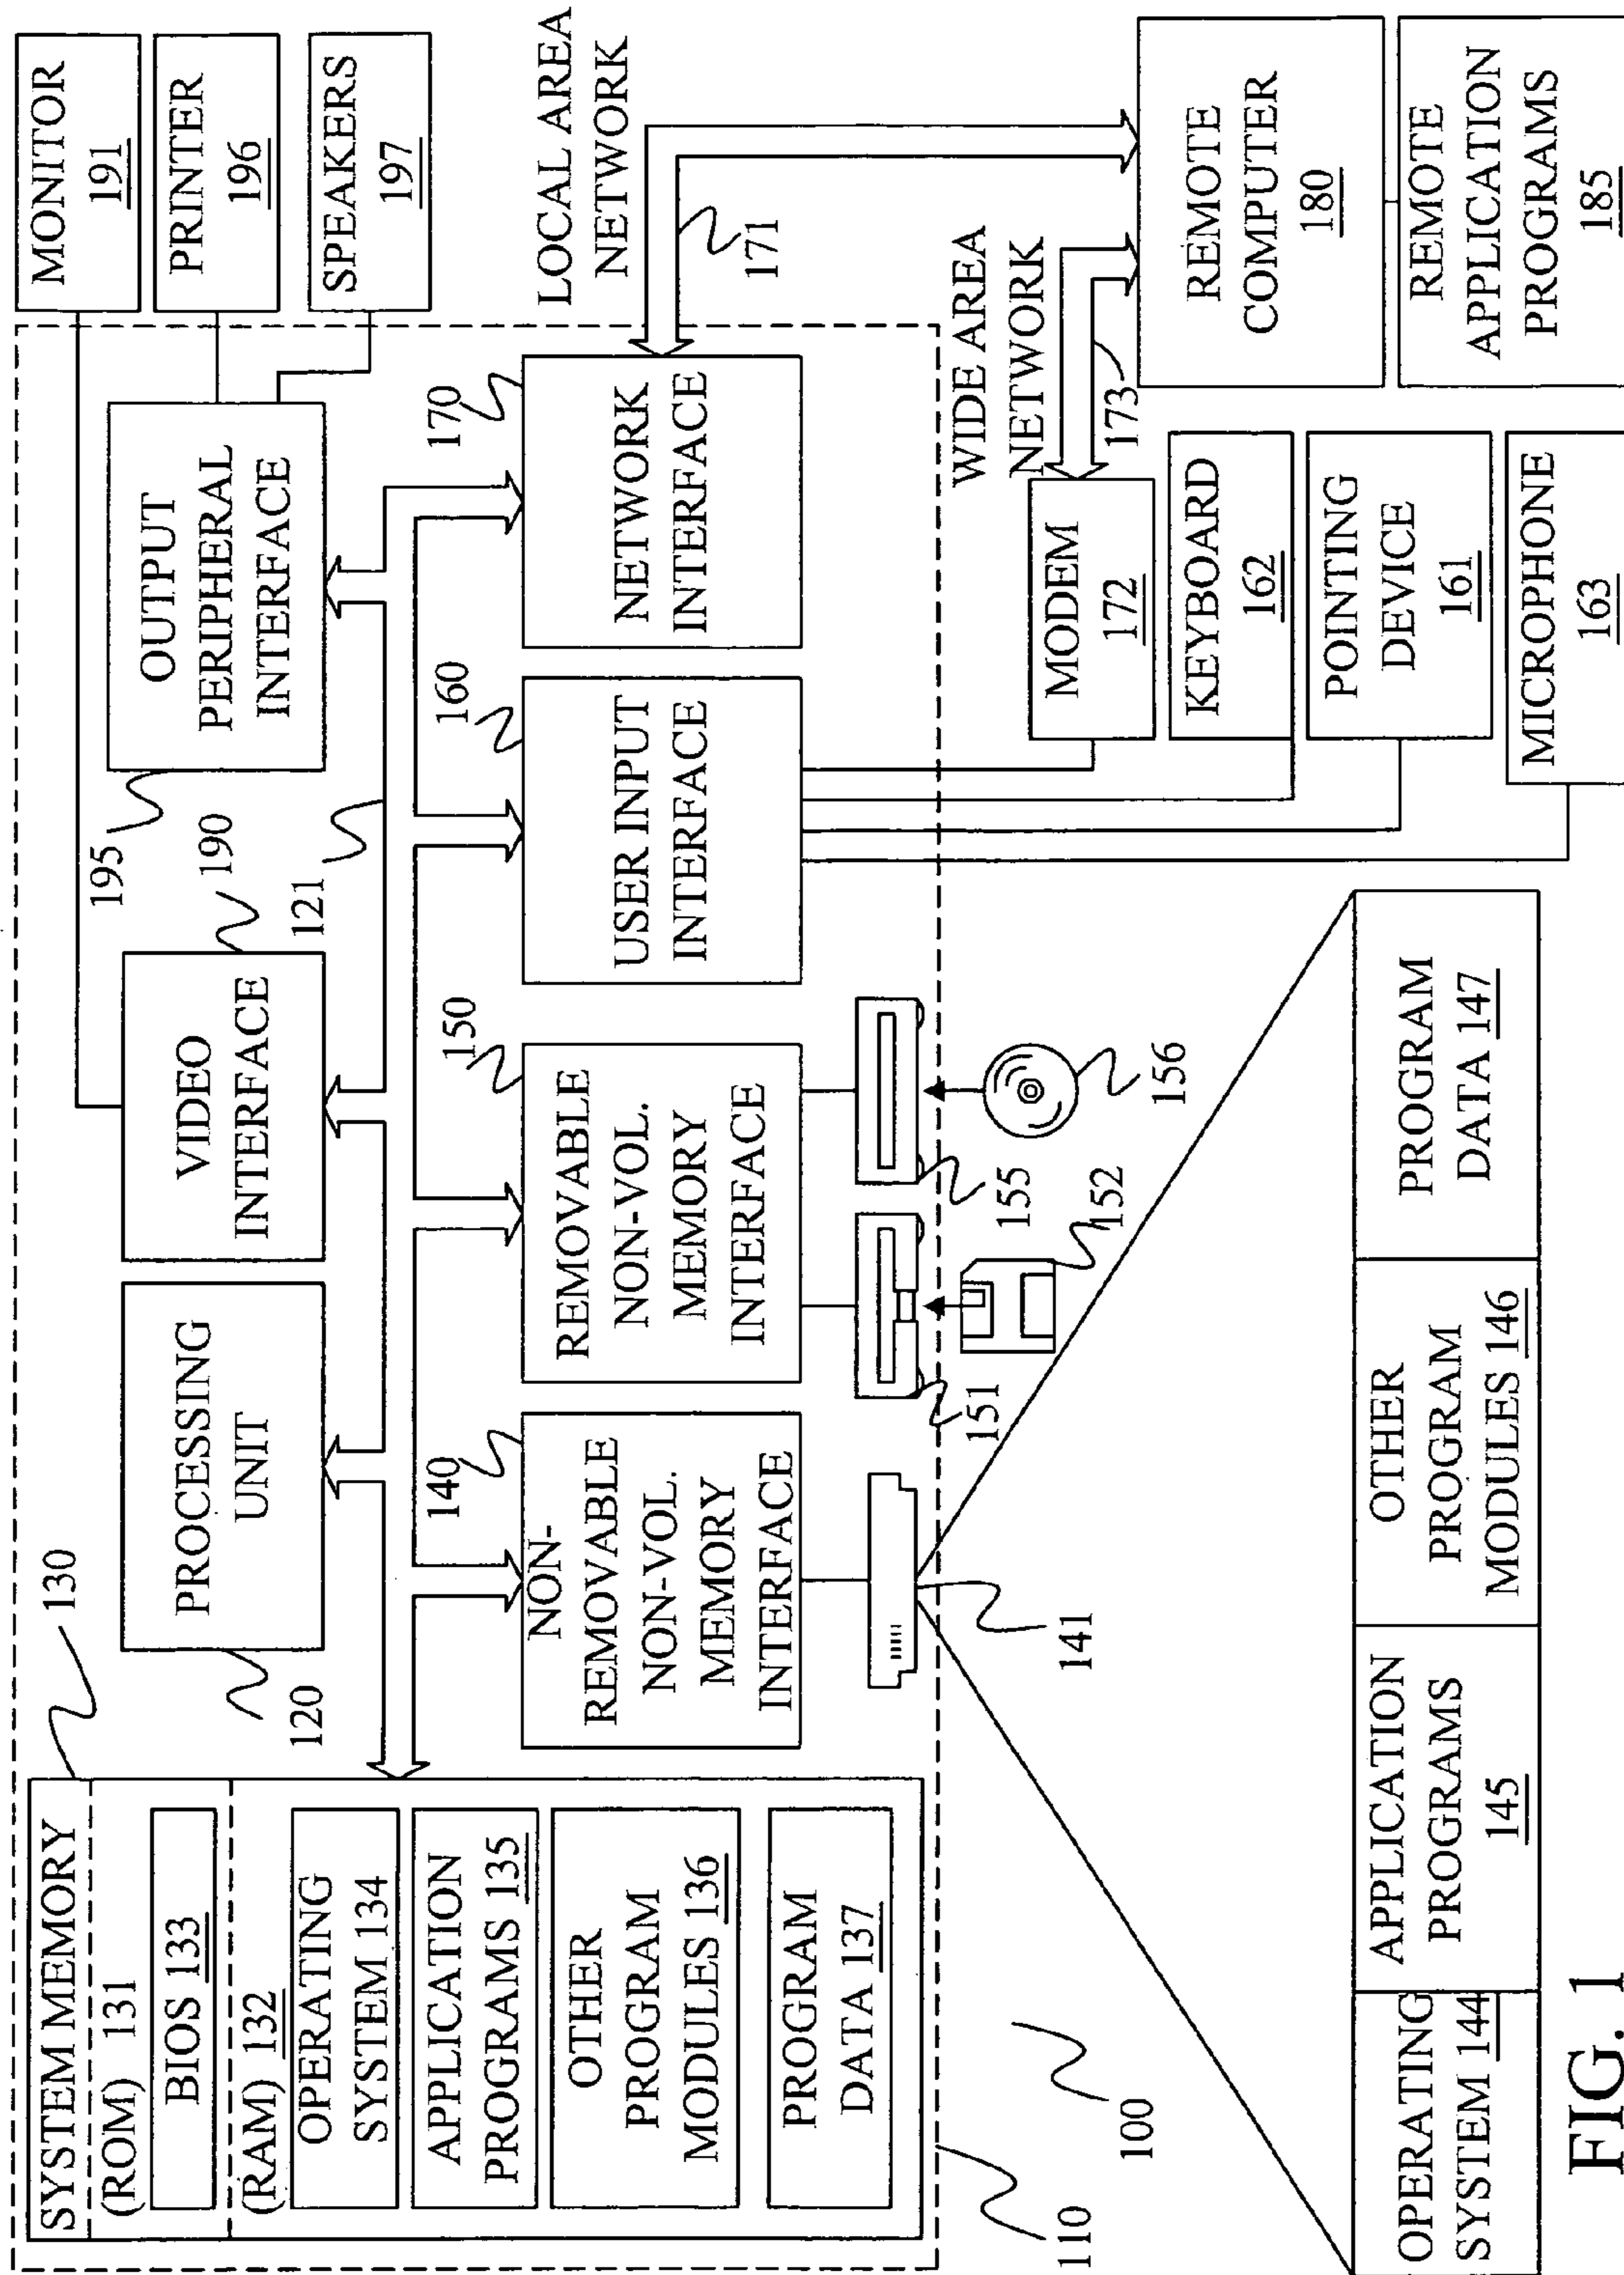 SYSTEM MEMORY
(ROM) 131
BIOS 133
(RAM) 132
OPERATING
SYSTEM 134
APPLICATION
PROGRAMS 135
OTHER
PROGRAM
MODULES 136
PROGRAM
DATA 137
130
PROCESSING
UNIT
120
VIDEO
INTERFACE
190
121
OUTPUT
PERIPHERAL
INTERFACE
195
MONITOR
191
PRINTER
196
SPEAKERS
197
NON-
REMOVABLE
NON-VOL.
MEMORY
INTERFACE
140
REMOVABLE
NON-VOL.
MEMORY
INTERFACE
150
USER INPUT
INTERFACE
160
NETWORK
INTERFACE
170
LOCAL AREA
NETWORK
171
141
151
152
155
156
WIDE AREA
NETWORK
173
MODEM
172
KEYBOARD
162
POINTING
DEVICE
161
MICROPHONE
163
REMOTE
COMPUTER
180
REMOTE
APPLICATION
PROGRAMS
185
110
100
OPERATING
SYSTEM 144
APPLICATION
PROGRAMS
145
OTHER
PROGRAM
MODULES 146
PROGRAM
DATA 147
FIG. 1